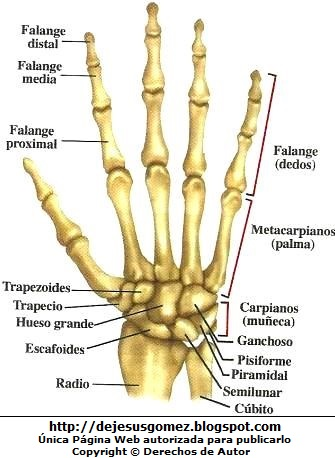 Falange
distal
Falange
media
Falange
proximal
Falange
(dedos)
Metacarpianos
(palma)
Trapezoides
Trapecio
Hueso grande
Escafoides
Radio
Carpianos
(muñeca)
Ganchoso
Pisiforme
Piramidal
Semilunar
Cúbito
http://dejesusgomez.blogspot.com
Única Página Web autorizada para publicarlo
Copyright © Derechos de Autor